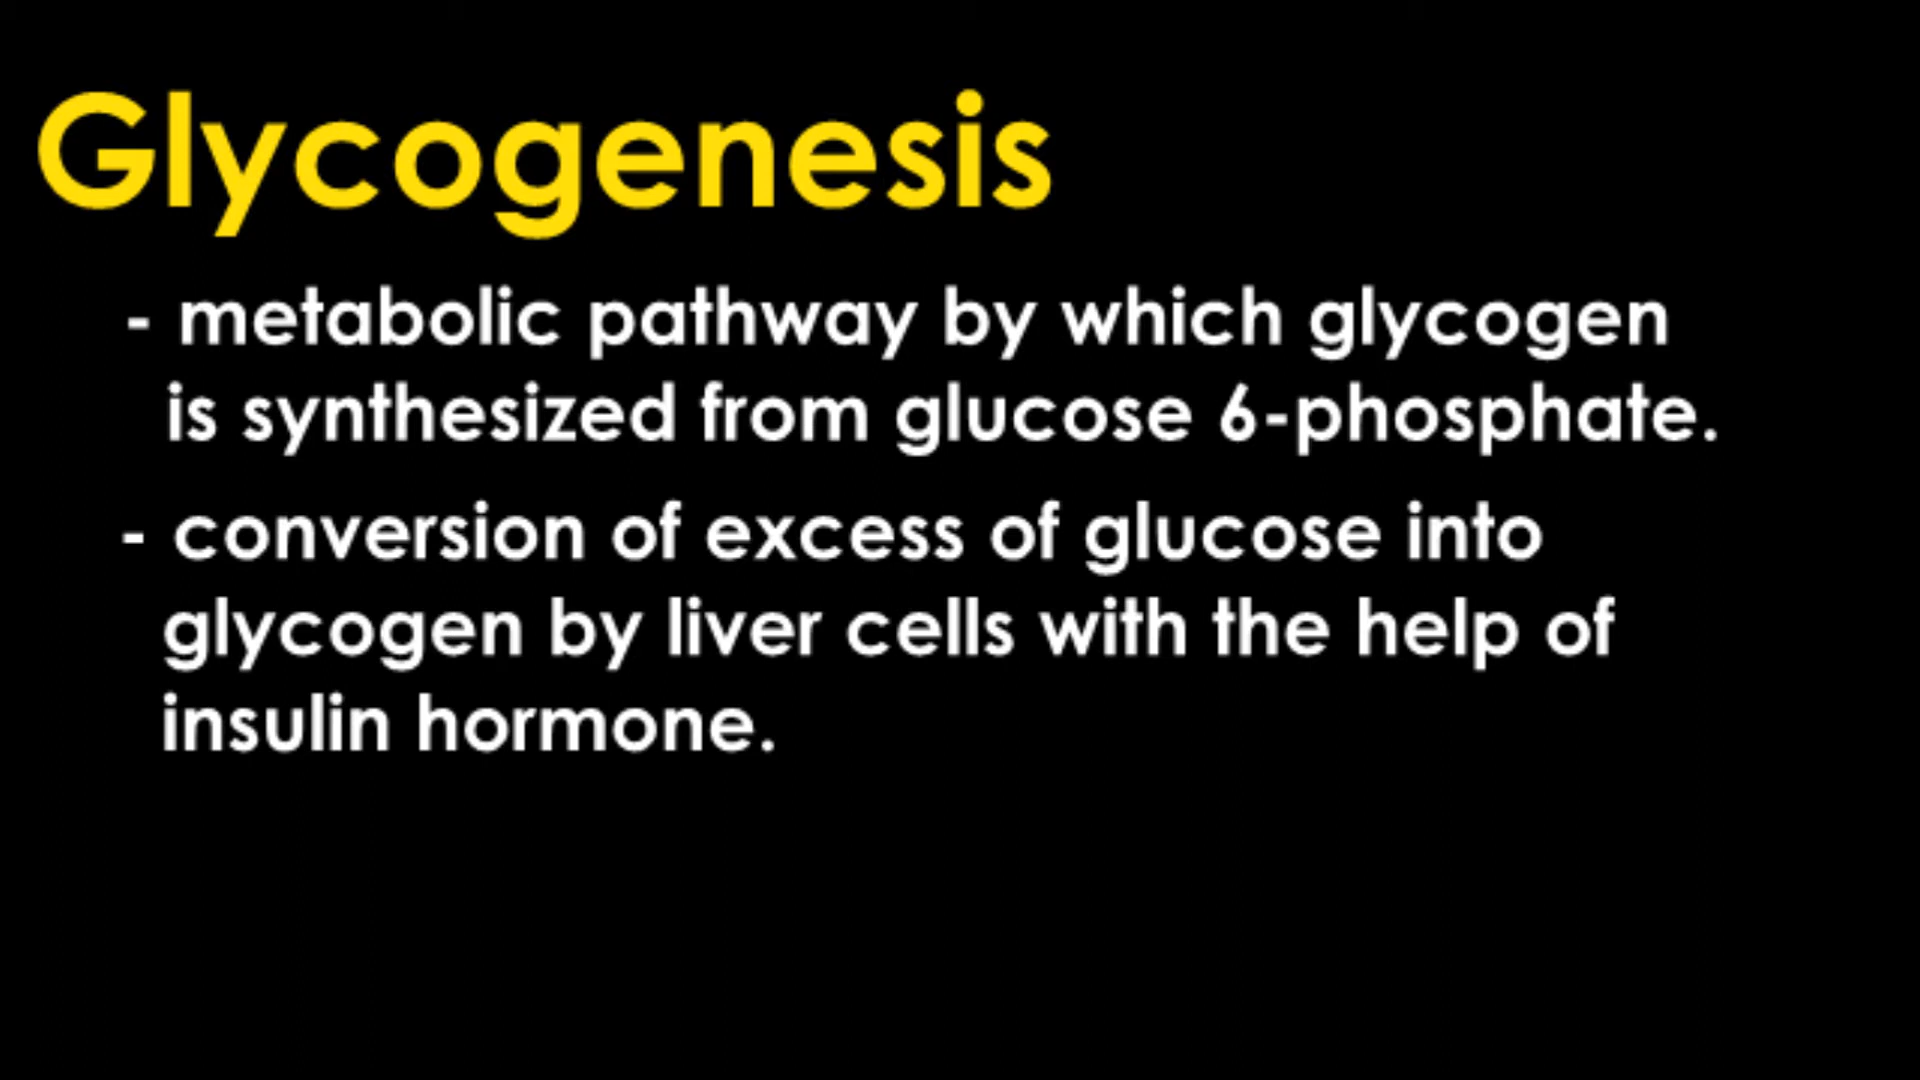 Glycogenesis
- metabolic pathway by which glycogen
is synthesized from glucose 6-phosphate.
- conversion of excess of glucose into
glycogen by liver cells with the help of
insulin hormone.